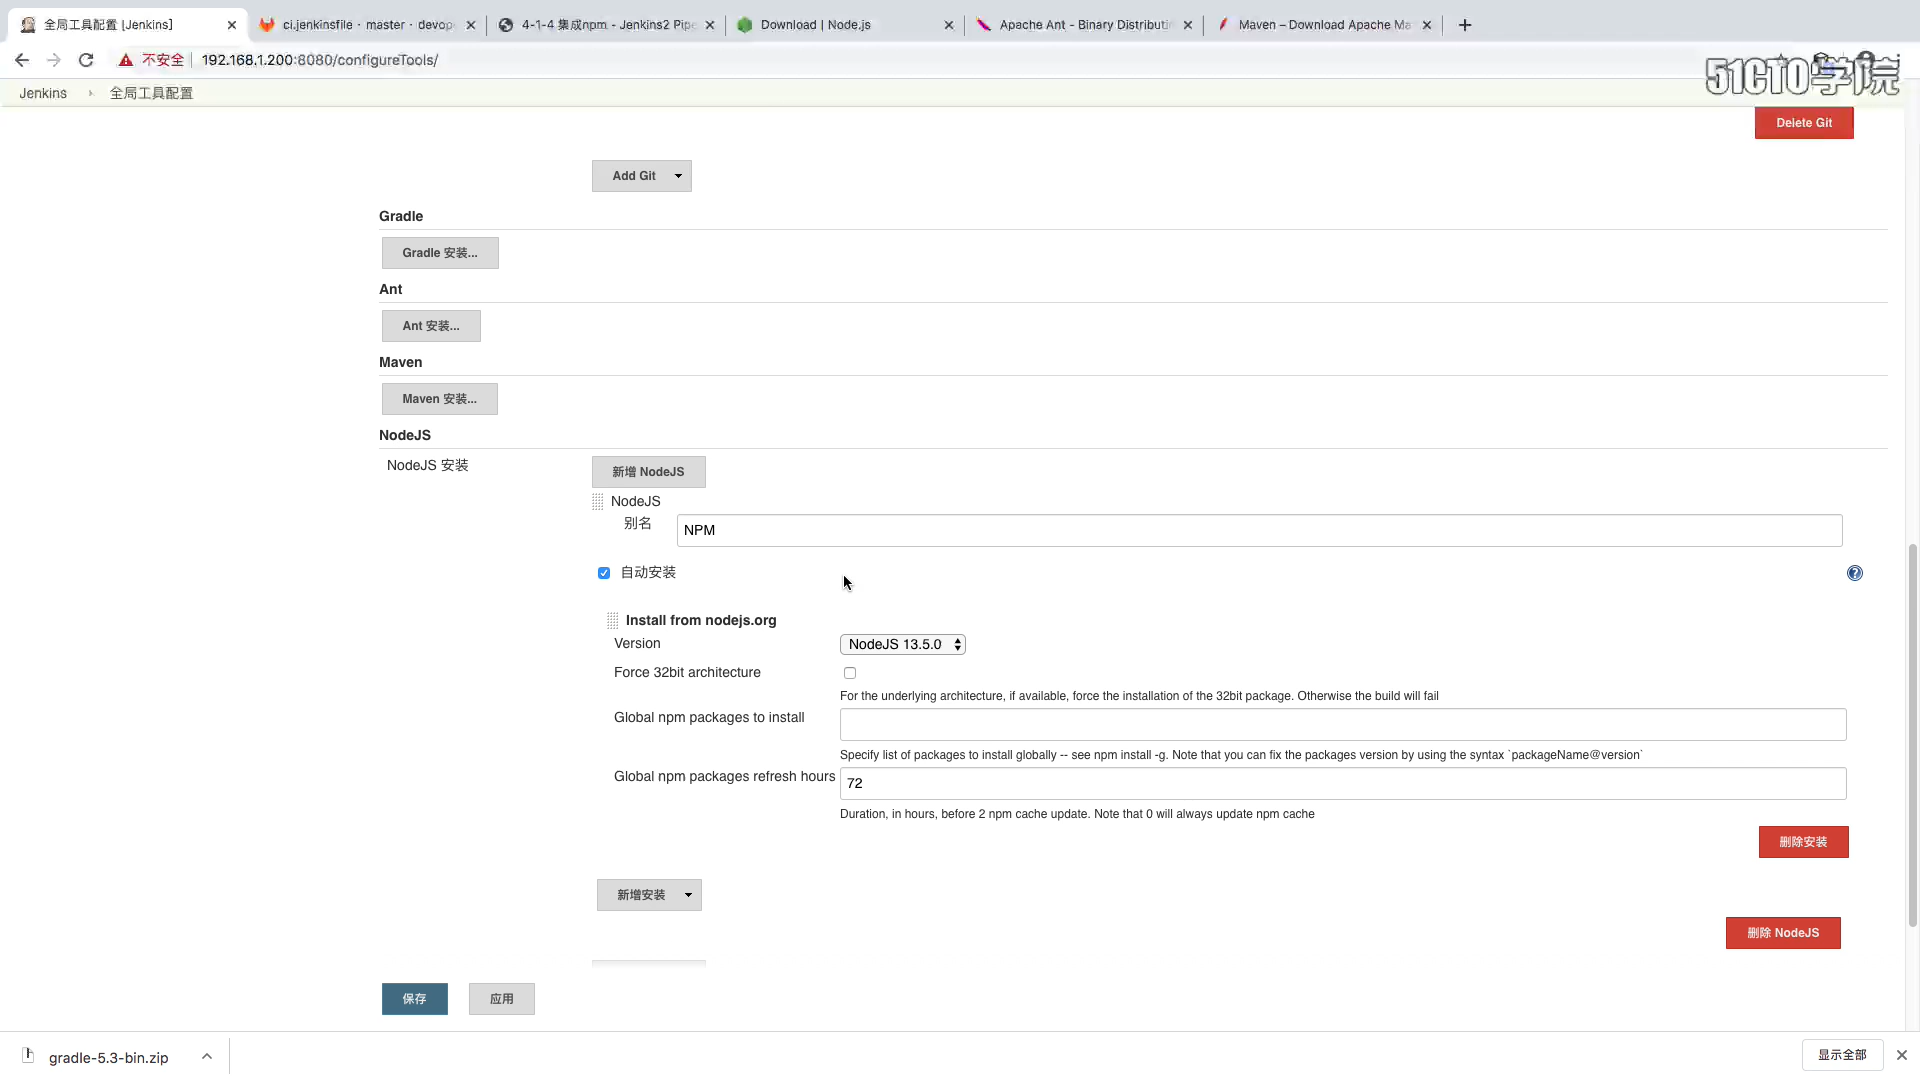 全局工具配置 [Jenkins]
ci.jenkinsfile · master · devop
4-1-4 集成npm - Jenkins2 Pipe
Download | Node.js
Apache Ant - Binary Distributi
Maven – Download Apache Ma
不安全
192.168.1.200:8080/configureTools/
51CTO学院
Jenkins
全局工具配置
Delete Git
Add Git
Gradle
Gradle 安装...
Ant
Ant 安装...
Maven
Maven 安装...
NodeJS
NodeJS 安装
新增 NodeJS
NodeJS
别名
NPM
自动安装
Install from nodejs.org
Version
NodeJS 13.5.0
Force 32bit architecture
For the underlying architecture, if available, force the installation of the 32bit package. Otherwise the build will fail
Global npm packages to install
Specify list of packages to install globally -- see npm install -g. Note that you can fix the packages version by using the syntax `packageName@version`
Global npm packages refresh hours
72
Duration, in hours, before 2 npm cache update. Note that 0 will always update npm cache
删除安装
新增安装
删除 NodeJS
保存
应用
gradle-5.3-bin.zip
显示全部